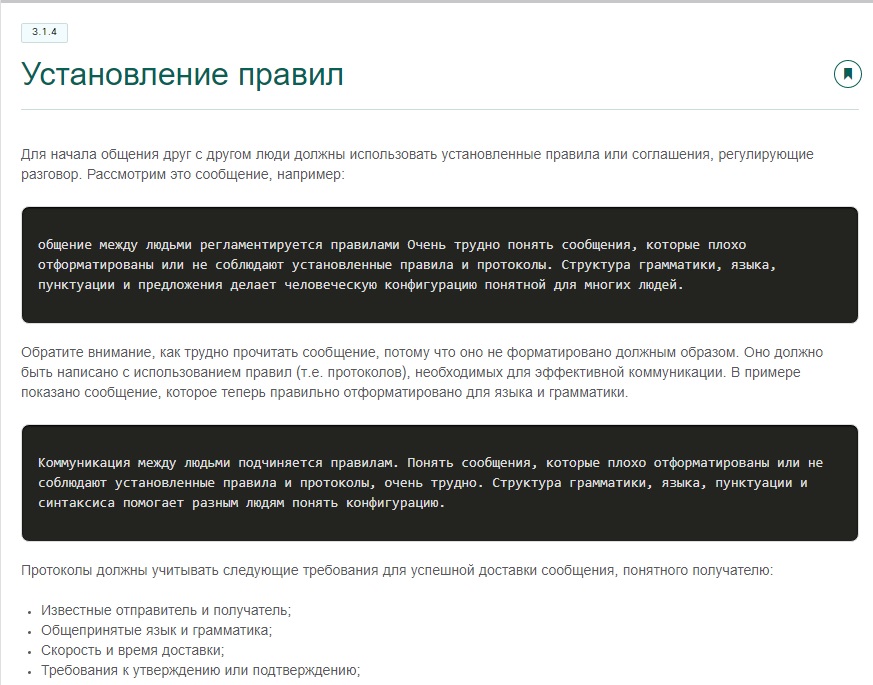 3.1.4
Установление правил
Для начала общения друг с другом люди должны использовать установленные правила или соглашения, регулирующие
разговор. Рассмотрим это сообщение, например:
общение между людьми регламентируется правилами Очень трудно понять сообщения, которые плохо
отформатированы или не соблюдают установленные правила и протоколы. Структура грамматики, языка,
пунктуации и предложения делает человеческую конфигурацию понятной для многих людей.
Обратите внимание, как трудно прочитать сообщение, потому что оно не форматировано должным образом. Оно должно
быть написано с использованием правил (т.е. протоколов), необходимых для эффективной коммуникации. В примере
показано сообщение, которое теперь правильно отформатировано для языка и грамматики.
Коммуникация между людьми подчиняется правилам. Понять сообщения, которые плохо отформатированы или не
соблюдают установленные правила и протоколы, очень трудно. Структура грамматики, языка, пунктуации и
синтаксиса помогает разным людям понять конфигурацию.
Протоколы должны учитывать следующие требования для успешной доставки сообщения, понятного получателю:
• Известные отправитель и получатель;
• Общепринятые язык и грамматика;
• Скорость и время доставки;
• Требования к утверждению или подтверждению;